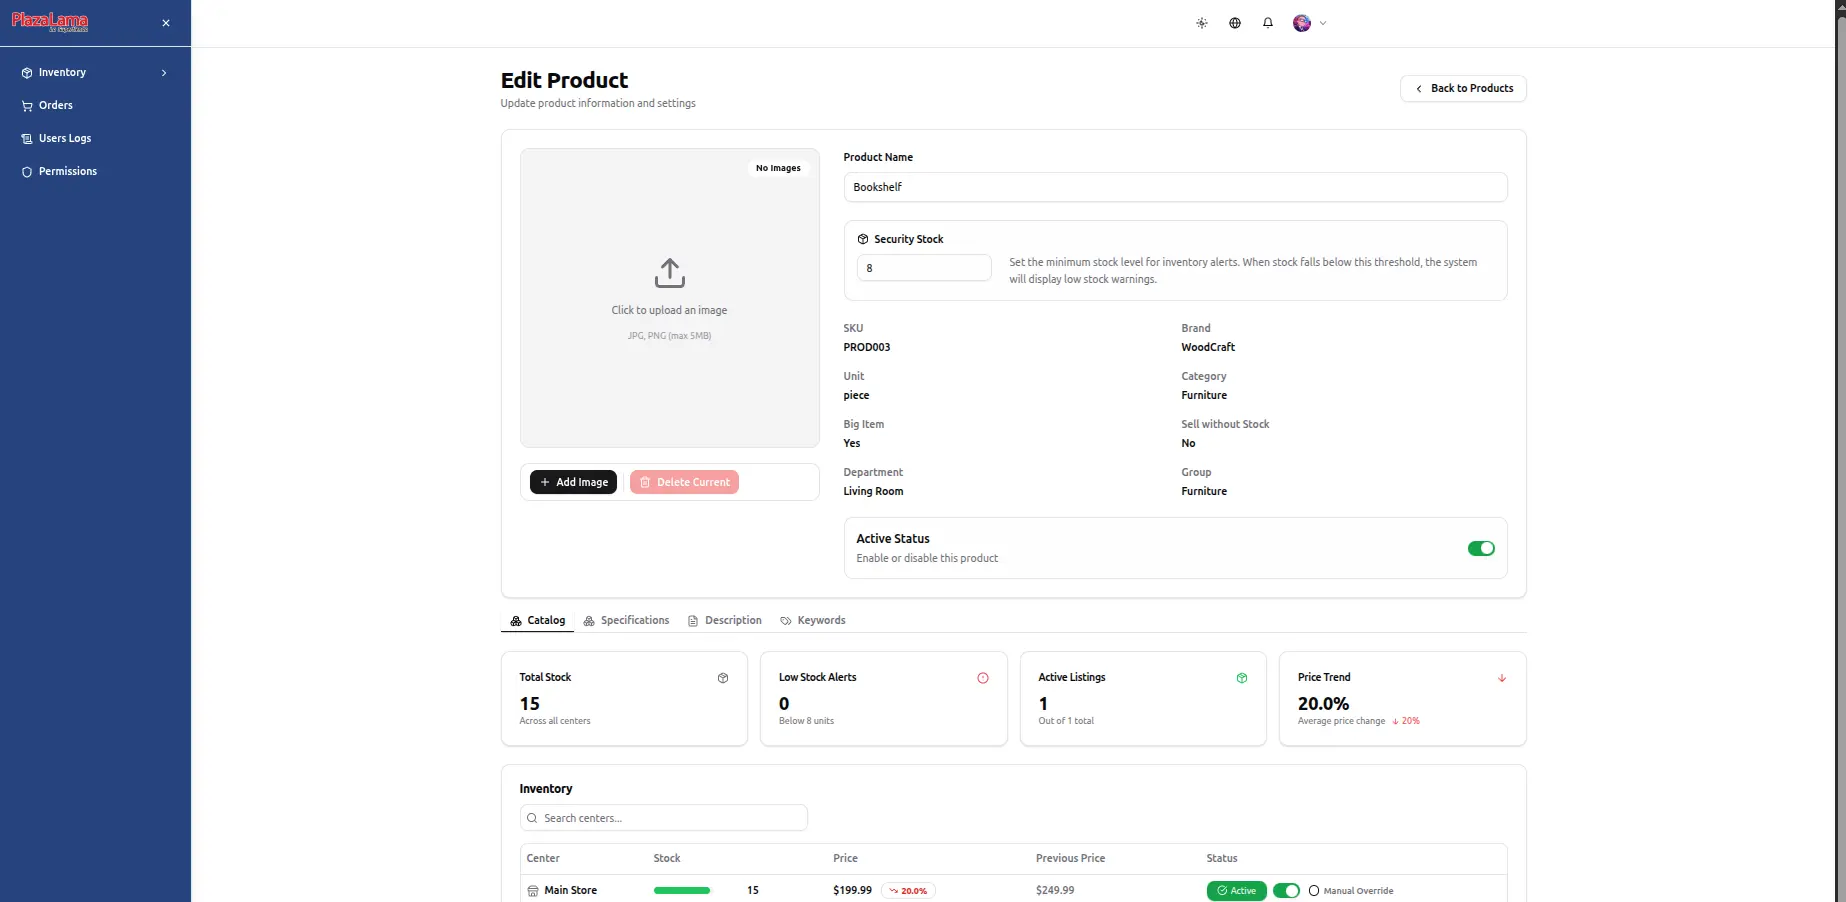 PlazaLama
Inventory
Orders
Users Logs
Permissions
Edit Product
Update product information and settings
Back to Products
No Images
Click to upload an image
JPG, PNG (max 5MB)
Add Image
Delete Current
Product Name
Bookshelf
Security Stock
8
Set the minimum stock level for inventory alerts. When stock falls below this threshold, the system
will display low stock warnings.
SKU
PROD003
Brand
WoodCraft
Unit
piece
Category
Furniture
Big Item
Yes
Sell without Stock
No
Department
Living Room
Group
Furniture
Active Status
Enable or disable this product
Catalog
Specifications
Description
Keywords
Total Stock
15
Across all centers
Low Stock Alerts
0
Below 8 units
Active Listings
1
Out of 1 total
Price Trend
20.0%
Average price change ↓ 20%
Inventory
Search centers...
Center Stock Price Previous Price Status
Main Store 15 $199.99 20.0% $249.99 Active Manual Override